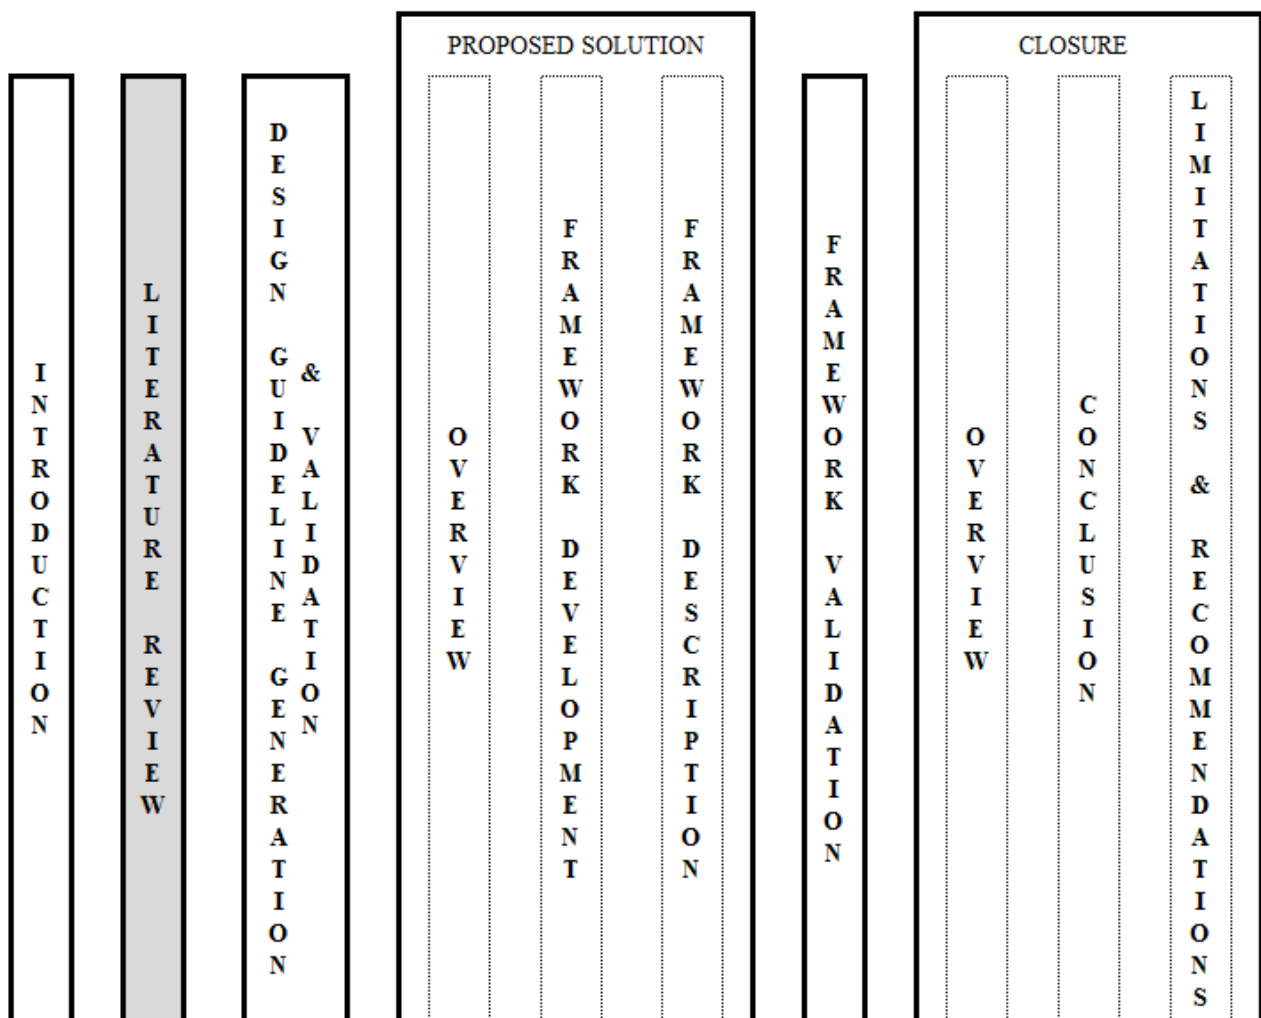 INTRODUCTION
LITERATURE REVIEW
DESIGN GUIDELINE GENERATION
& VALIDATION
PROPOSED SOLUTION
OVERVIEW
FRAMEWORK DEVELOPMENT
FRAMEWORK DESCRIPTION
FRAMEWORK VALIDATION
CLOSURE
OVERVIEW
CONCLUSION
LIMITATIONS & RECOMMENDATIONS